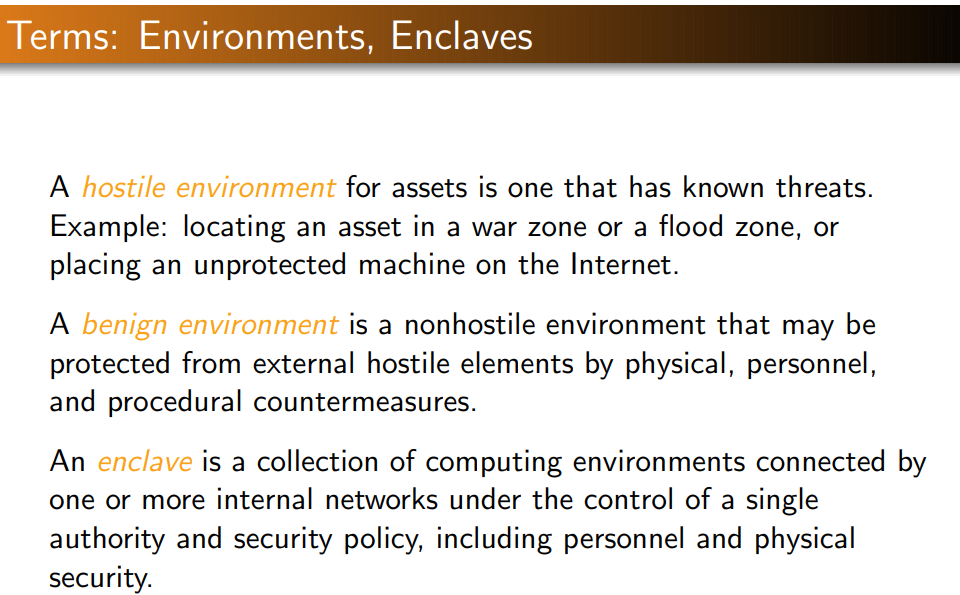 Terms: Environments, Enclaves
A hostile environment for assets is one that has known threats.
Example: locating an asset in a war zone or a flood zone, or
placing an unprotected machine on the Internet.
A benign environment is a nonhostile environment that may be
protected from external hostile elements by physical, personnel,
and procedural countermeasures.
An enclave is a collection of computing environments connected by
one or more internal networks under the control of a single
authority and security policy, including personnel and physical
security.